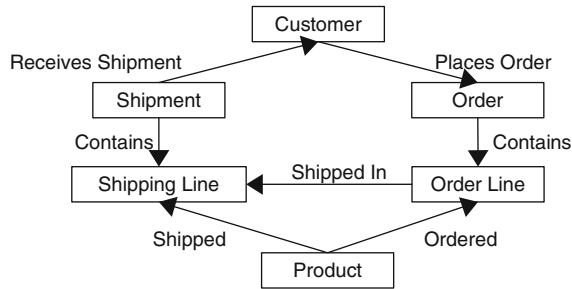 Customer
Receives Shipment
Places Order
Shipment
Order
Contains
Contains
Shipping Line
Shipped In
Order Line
Shipped
Ordered
Product